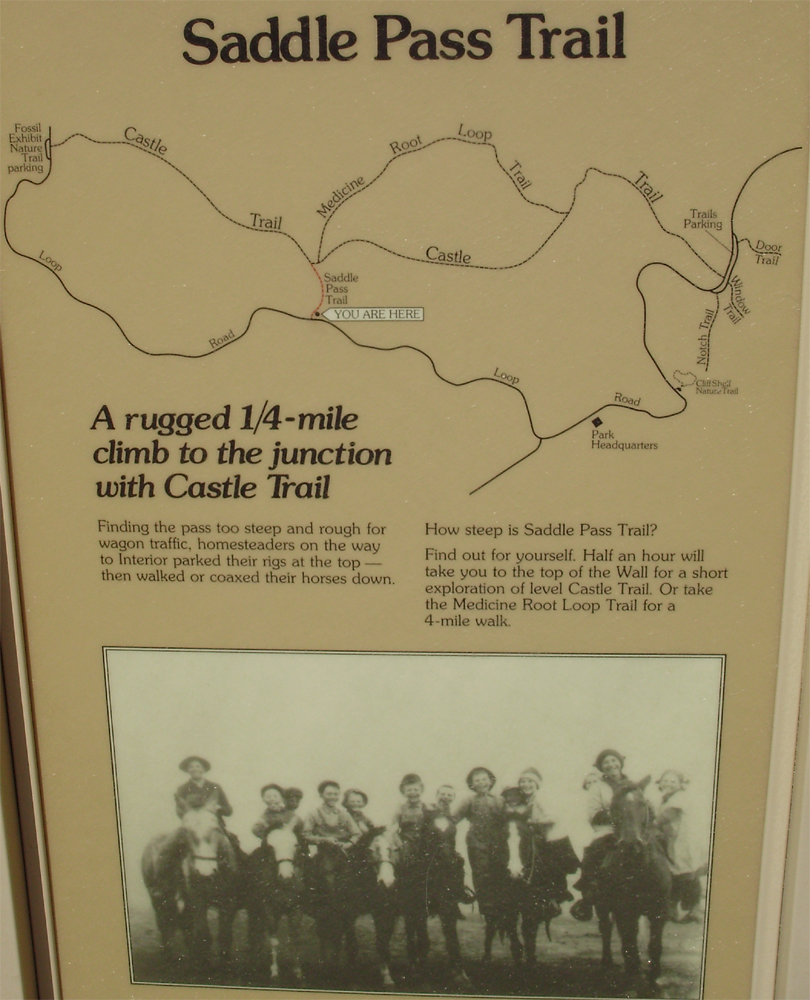 Saddle Pass Trail
Fossil
Exhibit
Nature
Trail
parking
Castle
Trail
Medicine
Root
Loop
Trail
Castle
Trail
Trails
Parking
Door
Trail
Window
Trail
Notch Trail
Cliff Shelf
Nature Trail
Saddle
Pass
Trail
YOU ARE HERE
Loop
Road
Loop
Road
Park
Headquarters
A rugged 1/4-mile
climb to the junction
with Castle Trail
Finding the pass too steep and rough for
wagon traffic, homesteaders on the way
to Interior parked their rigs at the top —
then walked or coaxed their horses down.
How steep is Saddle Pass Trail?
Find out for yourself. Half an hour will
take you to the top of the Wall for a short
exploration of level Castle Trail. Or take
the Medicine Root Loop Trail for a
4-mile walk.